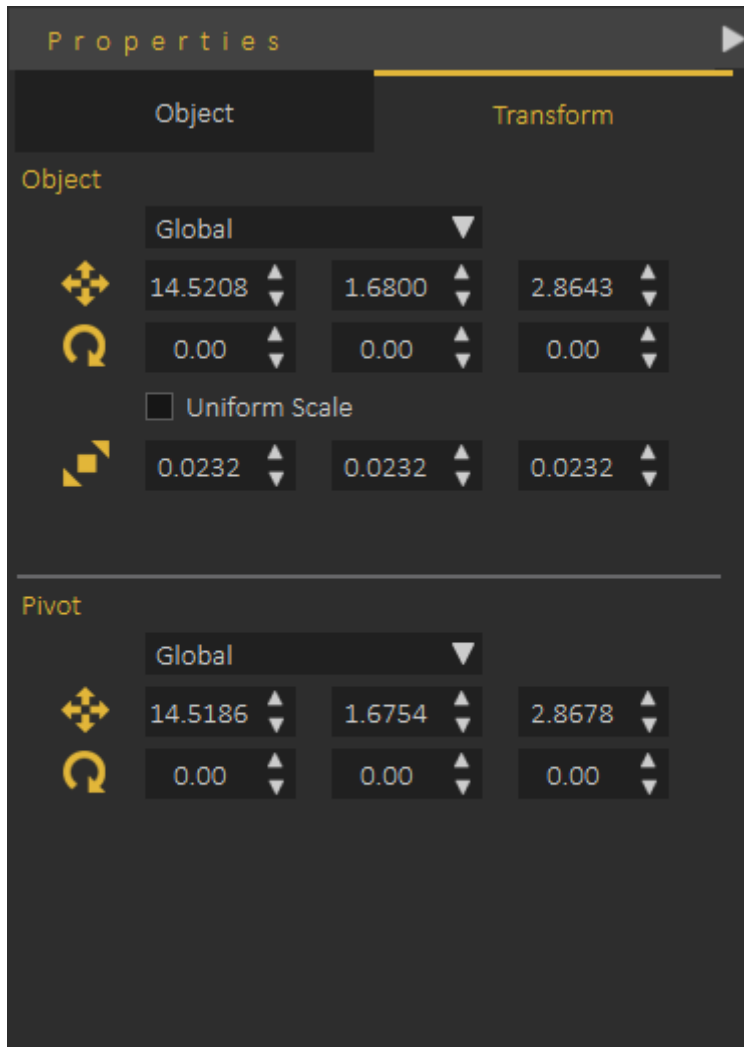 Properties
Object Transform
Object
Global
14.5208 1.6800 2.8643
0.00 0.00 0.00
Uniform Scale
0.0232 0.0232 0.0232
Pivot
Global
14.5186 1.6754 2.8678
0.00 0.00 0.00